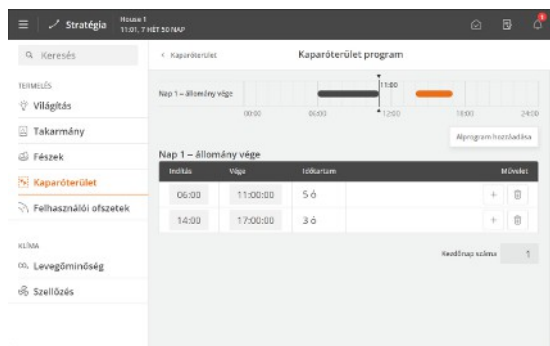 Stratégia
House 1
11:01, 7 HÉT 50 NAP
Keresés
Kaparóterület
Kaparóterület program
TERMELÉS
Világítás
Takarmány
Fészek
Kaparóterület
Felhasználói ofszetek
KLÍMA
Levegőminőség
Szellőzés
Nap 1 – állomány vége
11:00
00:00
06:00
12:00
18:00
24:00
Alprogram hozzáadása
Nap 1 – állomány vége
Indítás Vége Időtartam Művelet
06:00 11:00:00 5 ó
14:00 17:00:00 3 ó
Kezdőnap száma 1